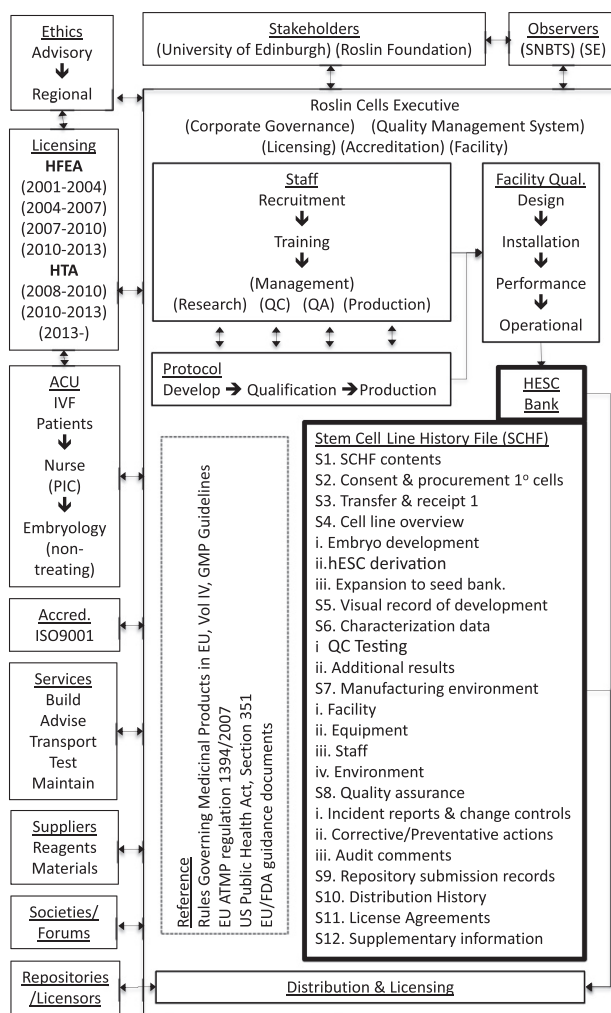 Ethics
Advisory
Regional
Stakeholders
(University of Edinburgh) (Roslin Foundation)
Observers
(SNBTS) (SE)
Licensing
HFEA
(2001-2004)
(2004-2007)
(2007-2010)
(2010-2013)
HTA
(2008-2010)
(2010-2013)
(2013-)
ACU
IVF
Patients
Nurse
(PIC)
Embryology
(non-
treating)
Accred.
ISO9001
Services
Build
Advise
Transport
Test
Maintain
Suppliers
Reagents
Materials
Societies/
Forums
Repositories
/Licensors
Roslin Cells Executive
(Corporate Governance) (Quality Management System)
(Licensing) (Accreditation) (Facility)
Staff
Recruitment
Training
(Management)
(Research) (QC) (QA) (Production)
Protocol
Develop → Qualification → Production
Facility Qual.
Design
Installation
Performance
Operational
HESC
Bank
Reference
Rules Governing Medicinal Products in EU, Vol IV, GMP Guidelines
EU ATMP regulation 1394/2007
US Public Health Act, Section 351
EU/FDA guidance documents
Stem Cell Line History File (SCHF)
S1. SCHF contents
S2. Consent & procurement 1° cells
S3. Transfer & receipt 1
S4. Cell line overview
i. Embryo development
ii.hESC derivation
iii. Expansion to seed bank.
S5. Visual record of development
S6. Characterization data
i QC Testing
ii. Additional results
S7. Manufacturing environment
i. Facility
ii. Equipment
iii. Staff
iv. Environment
S8. Quality assurance
i. Incident reports & change controls
ii. Corrective/Preventative actions
iii. Audit comments
S9. Repository submission records
S10. Distribution History
S11. License Agreements
S12. Supplementary information
Distribution & Licensing